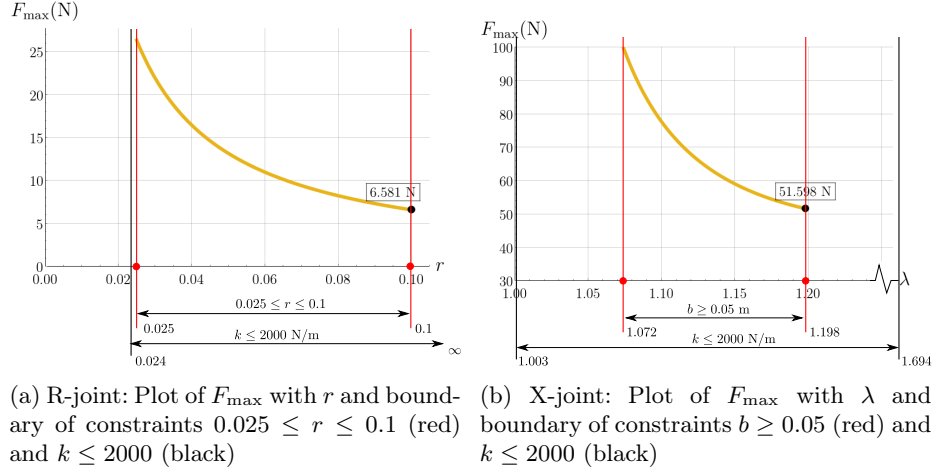 F_max(N)
25
20
15
10
5
0
6.581 N
0.00 0.02 0.04 0.06 0.08 0.10 r
0.025 ≤ r ≤ 0.1
0.025 0.1
k ≤ 2000 N/m
0.024 ∞
F_max(N)
100
90
80
70
60
50
40
30
51.598 N
1.00 1.05 1.10 1.15 1.20 λ
b ≥ 0.05 m
1.072 1.198
k ≤ 2000 N/m
1.003 1.694
(a) R-joint: Plot of F_max with r and bound-
ary of constraints 0.025 ≤ r ≤ 0.1 (red)
and k ≤ 2000 (black)
(b) X-joint: Plot of F_max with λ and
boundary of constraints b ≥ 0.05 (red) and
k ≤ 2000 (black)